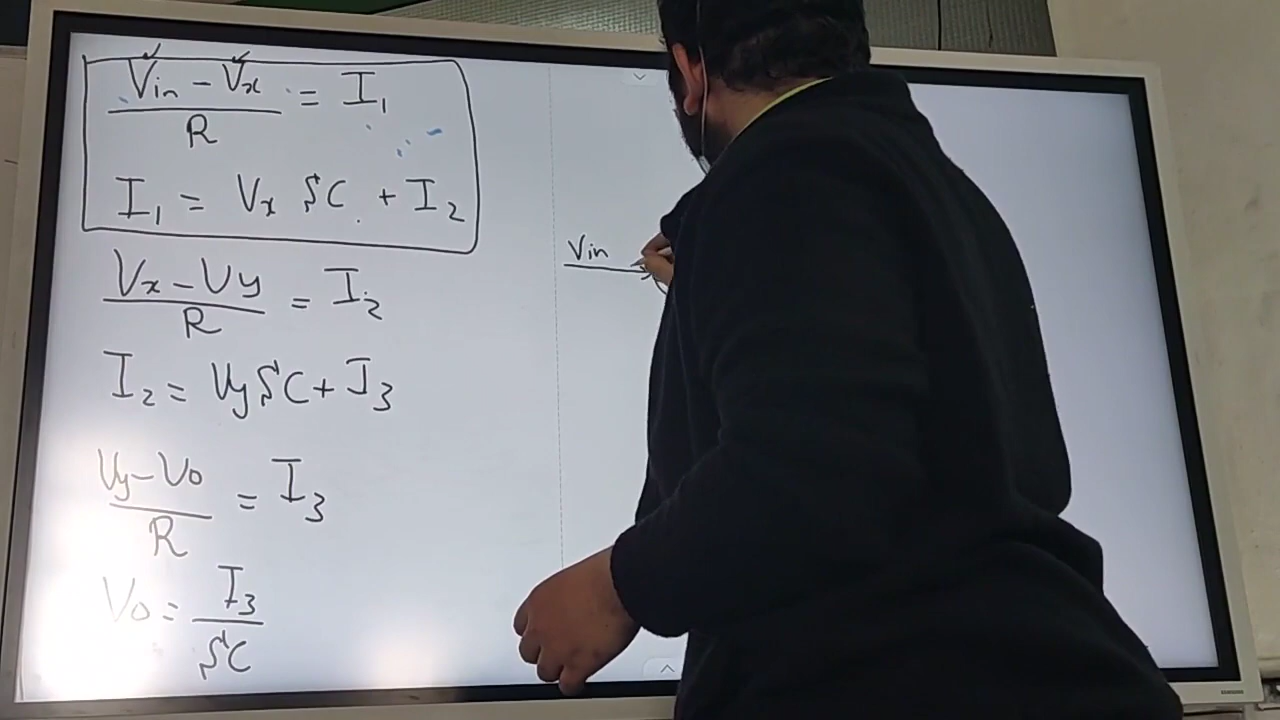 Vin - Vx / R = I1
I1 = Vx SC + I2
Vx - Vy / R = I2
I2 = Vy SC + I3
Vy - Vo / R = I3
Vo = I3 / SC
Vin
SAMSUNG